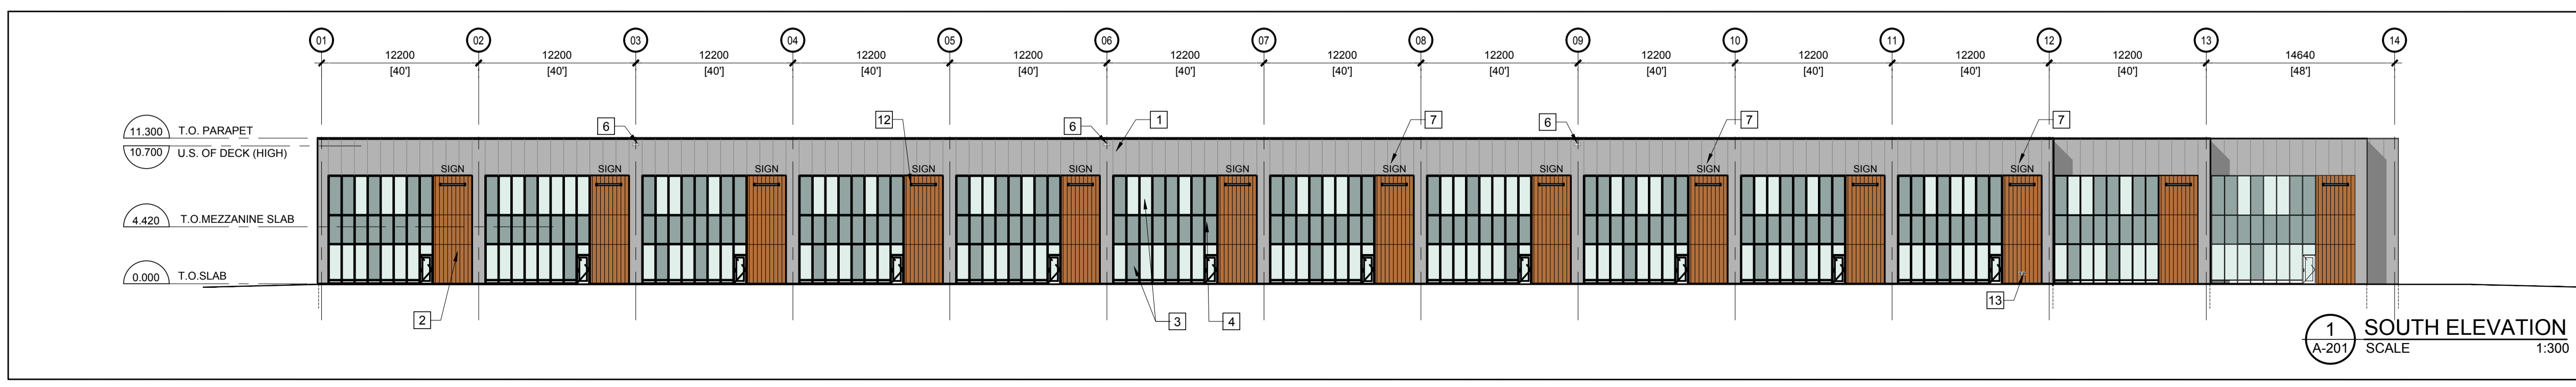 01 02 03 04 05 06 07 08 09 10 11 12 13 14
12200 12200 12200 12200 12200 12200 12200 12200 12200 12200 12200 12200 14640
[40'] [40'] [40'] [40'] [40'] [40'] [40'] [40'] [40'] [40'] [40'] [40'] [48']
6 12 6 1 7 6 7 7
11.300 T.O. PARAPET
10.700 U.S. OF DECK (HIGH)
SIGN SIGN SIGN SIGN SIGN SIGN SIGN SIGN SIGN SIGN SIGN
4.420 T.O.MEZZANINE SLAB
0.000 T.O.SLAB
13
2 3 4
1 SOUTH ELEVATION
A-201 SCALE 1:300